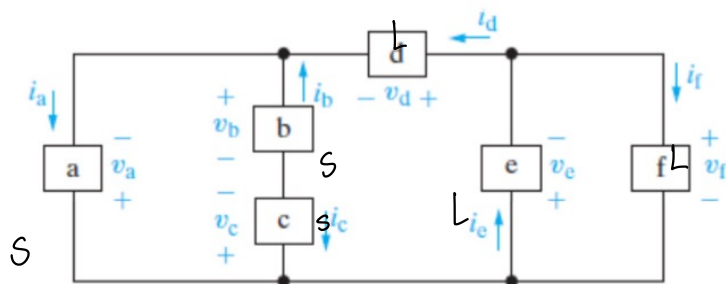 L
i_d
d
i_a
i_b
− v_d +
i_f
+
v_b
−
b
a
−
v_a
+
S
−
v_c
+
c
S
i_c
e
−
v_e
+
L
i_e
f
L
+
v_f
−
S